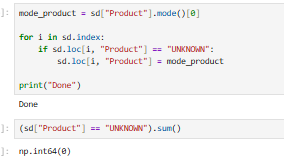 ]: mode_product = sd["Product"].mode()[0]
for i in sd.index:
    if sd.loc[i, "Product"] == "UNKNOWN":
        sd.loc[i, "Product"] = mode_product
print("Done")
Done
]: (sd["Product"] == "UNKNOWN").sum()
]: np.int64(0)